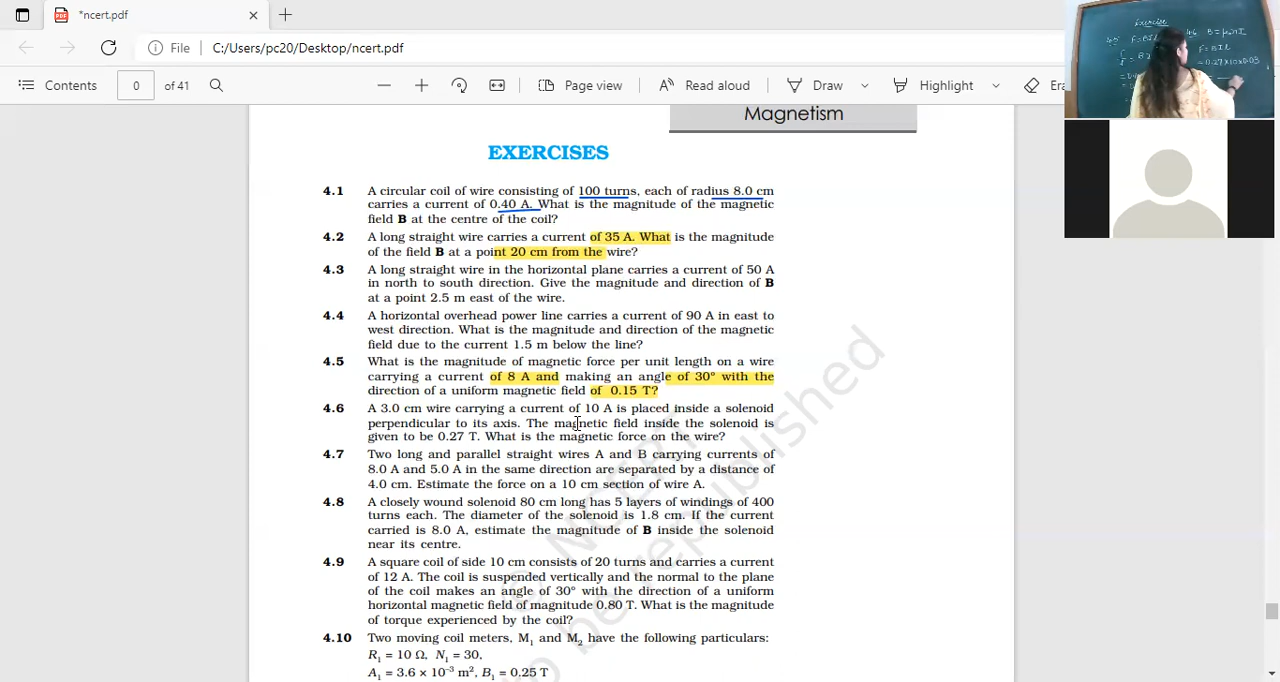 *ncert.pdf
File
C:/Users/pc20/Desktop/ncert.pdf
Contents
0 of 41
Page view
Read aloud
Draw
Highlight
Era
Magnetism
EXERCISES
4.1 A circular coil of wire consisting of 100 turns, each of radius 8.0 cm
carries a current of 0.40 A. What is the magnitude of the magnetic
field B at the centre of the coil?
4.2 A long straight wire carries a current of 35 A. What is the magnitude
of the field B at a point 20 cm from the wire?
4.3 A long straight wire in the horizontal plane carries a current of 50 A
in north to south direction. Give the magnitude and direction of B
at a point 2.5 m east of the wire.
4.4 A horizontal overhead power line carries a current of 90 A in east to
west direction. What is the magnitude and direction of the magnetic
field due to the current 1.5 m below the line?
4.5 What is the magnitude of magnetic force per unit length on a wire
carrying a current of 8 A and making an angle of 30° with the
direction of a uniform magnetic field of 0.15 T?
4.6 A 3.0 cm wire carrying a current of 10 A is placed inside a solenoid
perpendicular to its axis. The magnetic field inside the solenoid is
given to be 0.27 T. What is the magnetic force on the wire?
4.7 Two long and parallel straight wires A and B carrying currents of
8.0 A and 5.0 A in the same direction are separated by a distance of
4.0 cm. Estimate the force on a 10 cm section of wire A.
4.8 A closely wound solenoid 80 cm long has 5 layers of windings of 400
turns each. The diameter of the solenoid is 1.8 cm. If the current
carried is 8.0 A, estimate the magnitude of B inside the solenoid
near its centre.
4.9 A square coil of side 10 cm consists of 20 turns and carries a current
of 12 A. The coil is suspended vertically and the normal to the plane
of the coil makes an angle of 30° with the direction of a uniform
horizontal magnetic field of magnitude 0.80 T. What is the magnitude
of torque experienced by the coil?
4.10 Two moving coil meters, M₁ and M₂ have the following particulars:
R₁ = 10 Ω, N₁ = 30,
A₁ = 3.6 × 10⁻³ m², B₁ = 0.25 T
© NCERT
to be republished
Exercise
4.5
F=BIl
4.6
F=BIl
=0.27×10×0.03